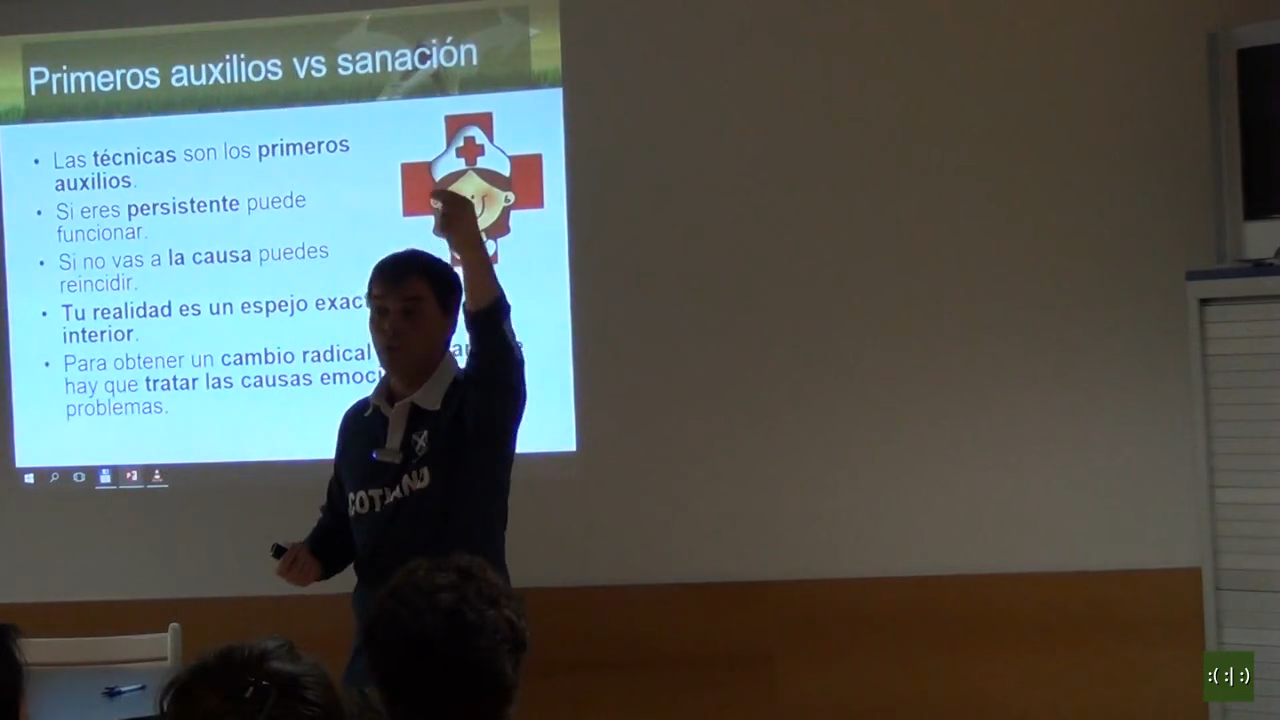 Primeros auxilios vs sanación
• Las técnicas son los primeros
auxilios.
• Si eres persistente puede
funcionar.
• Si no vas a la causa puedes
reincidir.
• Tu realidad es un espejo
interior.
• Para obtener un cambio radical
hay que tratar las causas
problemas.
:( :| :)